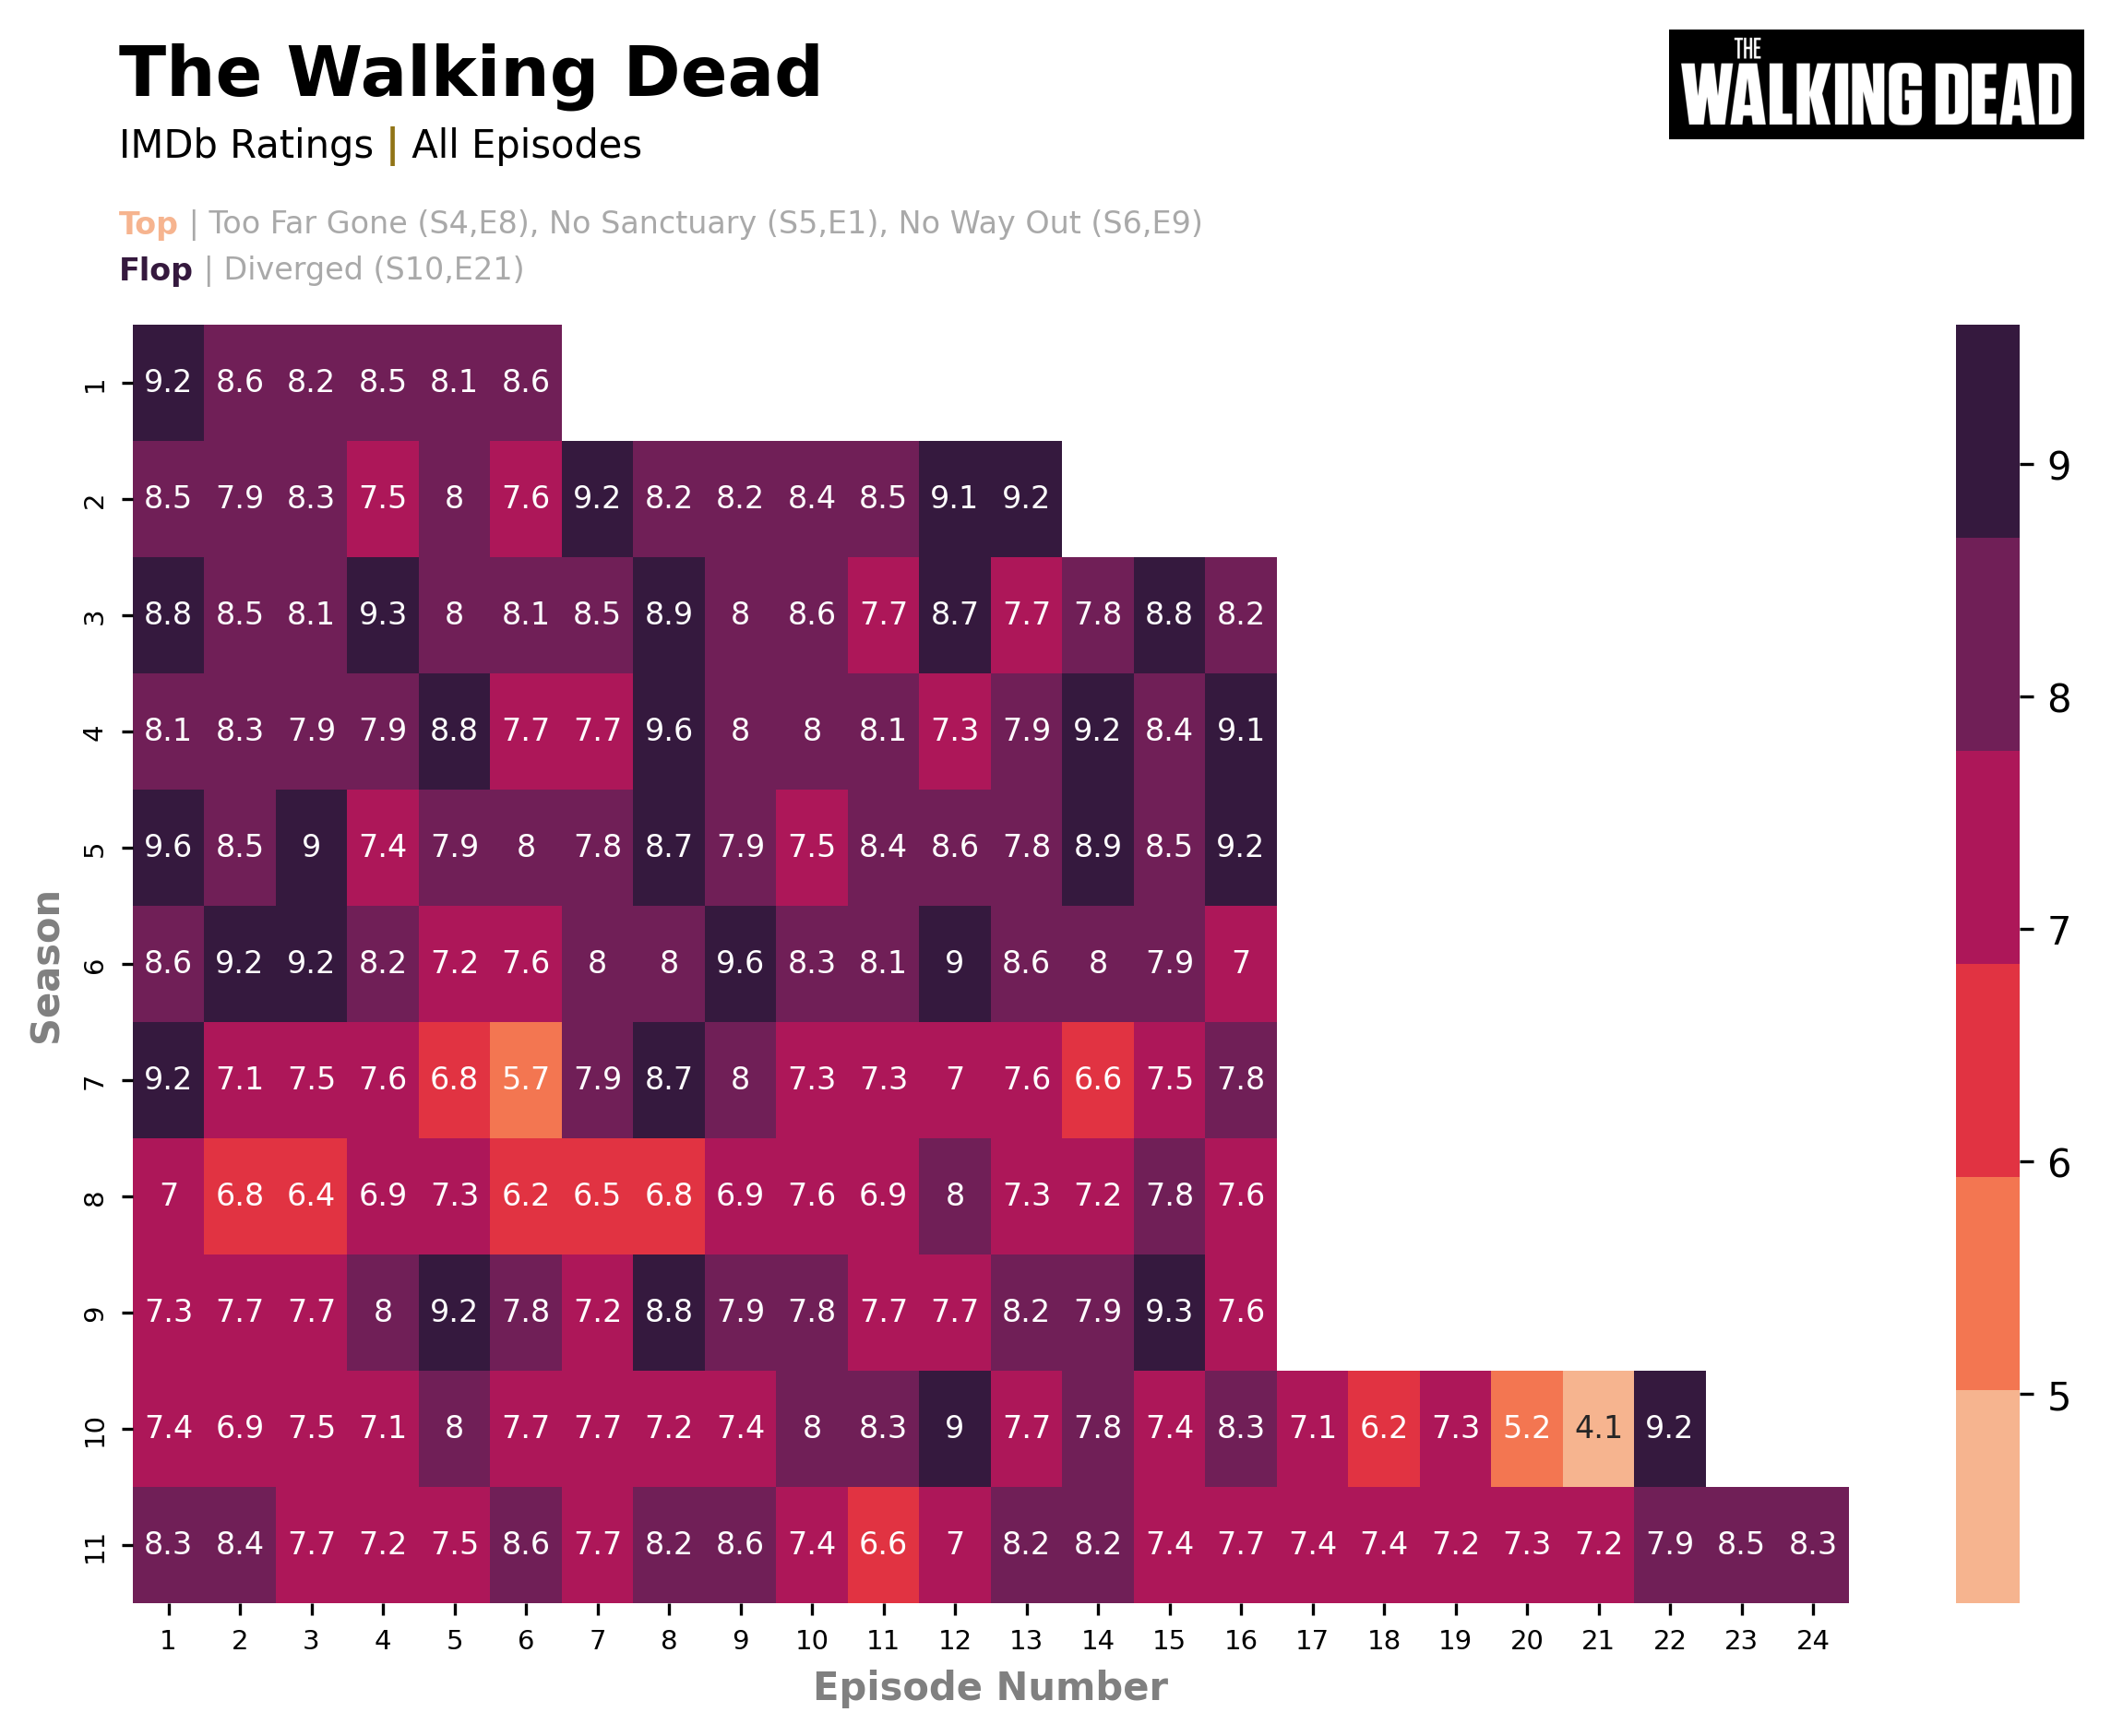 The Walking Dead
THE
WALKING DEAD
IMDb Ratings | All Episodes
Top | Too Far Gone (S4,E8), No Sanctuary (S5,E1), No Way Out (S6,E9)
Flop | Diverged (S10,E21)
1 9.2 8.6 8.2 8.5 8.1 8.6
2 8.5 7.9 8.3 7.5 8 7.6 9.2 8.2 8.2 8.4 8.5 9.1 9.2
3 8.8 8.5 8.1 9.3 8 8.1 8.5 8.9 8 8.6 7.7 8.7 7.7 7.8 8.8 8.2
4 8.1 8.3 7.9 7.9 8.8 7.7 7.7 9.6 8 8 8.1 7.3 7.9 9.2 8.4 9.1
5 9.6 8.5 9 7.4 7.9 8 7.8 8.7 7.9 7.5 8.4 8.6 7.8 8.9 8.5 9.2
6 8.6 9.2 9.2 8.2 7.2 7.6 8 8 9.6 8.3 8.1 9 8.6 8 7.9 7
7 9.2 7.1 7.5 7.6 6.8 5.7 7.9 8.7 8 7.3 7.3 7 7.6 6.6 7.5 7.8
8 7 6.8 6.4 6.9 7.3 6.2 6.5 6.8 6.9 7.6 6.9 8 7.3 7.2 7.8 7.6
9 7.3 7.7 7.7 8 9.2 7.8 7.2 8.8 7.9 7.8 7.7 7.7 8.2 7.9 9.3 7.6
10 7.4 6.9 7.5 7.1 8 7.7 7.7 7.2 7.4 8 8.3 9 7.7 7.8 7.4 8.3 7.1 6.2 7.3 5.2 4.1 9.2
11 8.3 8.4 7.7 7.2 7.5 8.6 7.7 8.2 8.6 7.4 6.6 7 8.2 8.2 7.4 7.7 7.4 7.4 7.2 7.3 7.2 7.9 8.5 8.3
1 2 3 4 5 6 7 8 9 10 11 12 13 14 15 16 17 18 19 20 21 22 23 24
Episode Number
Season
9
8
7
6
5